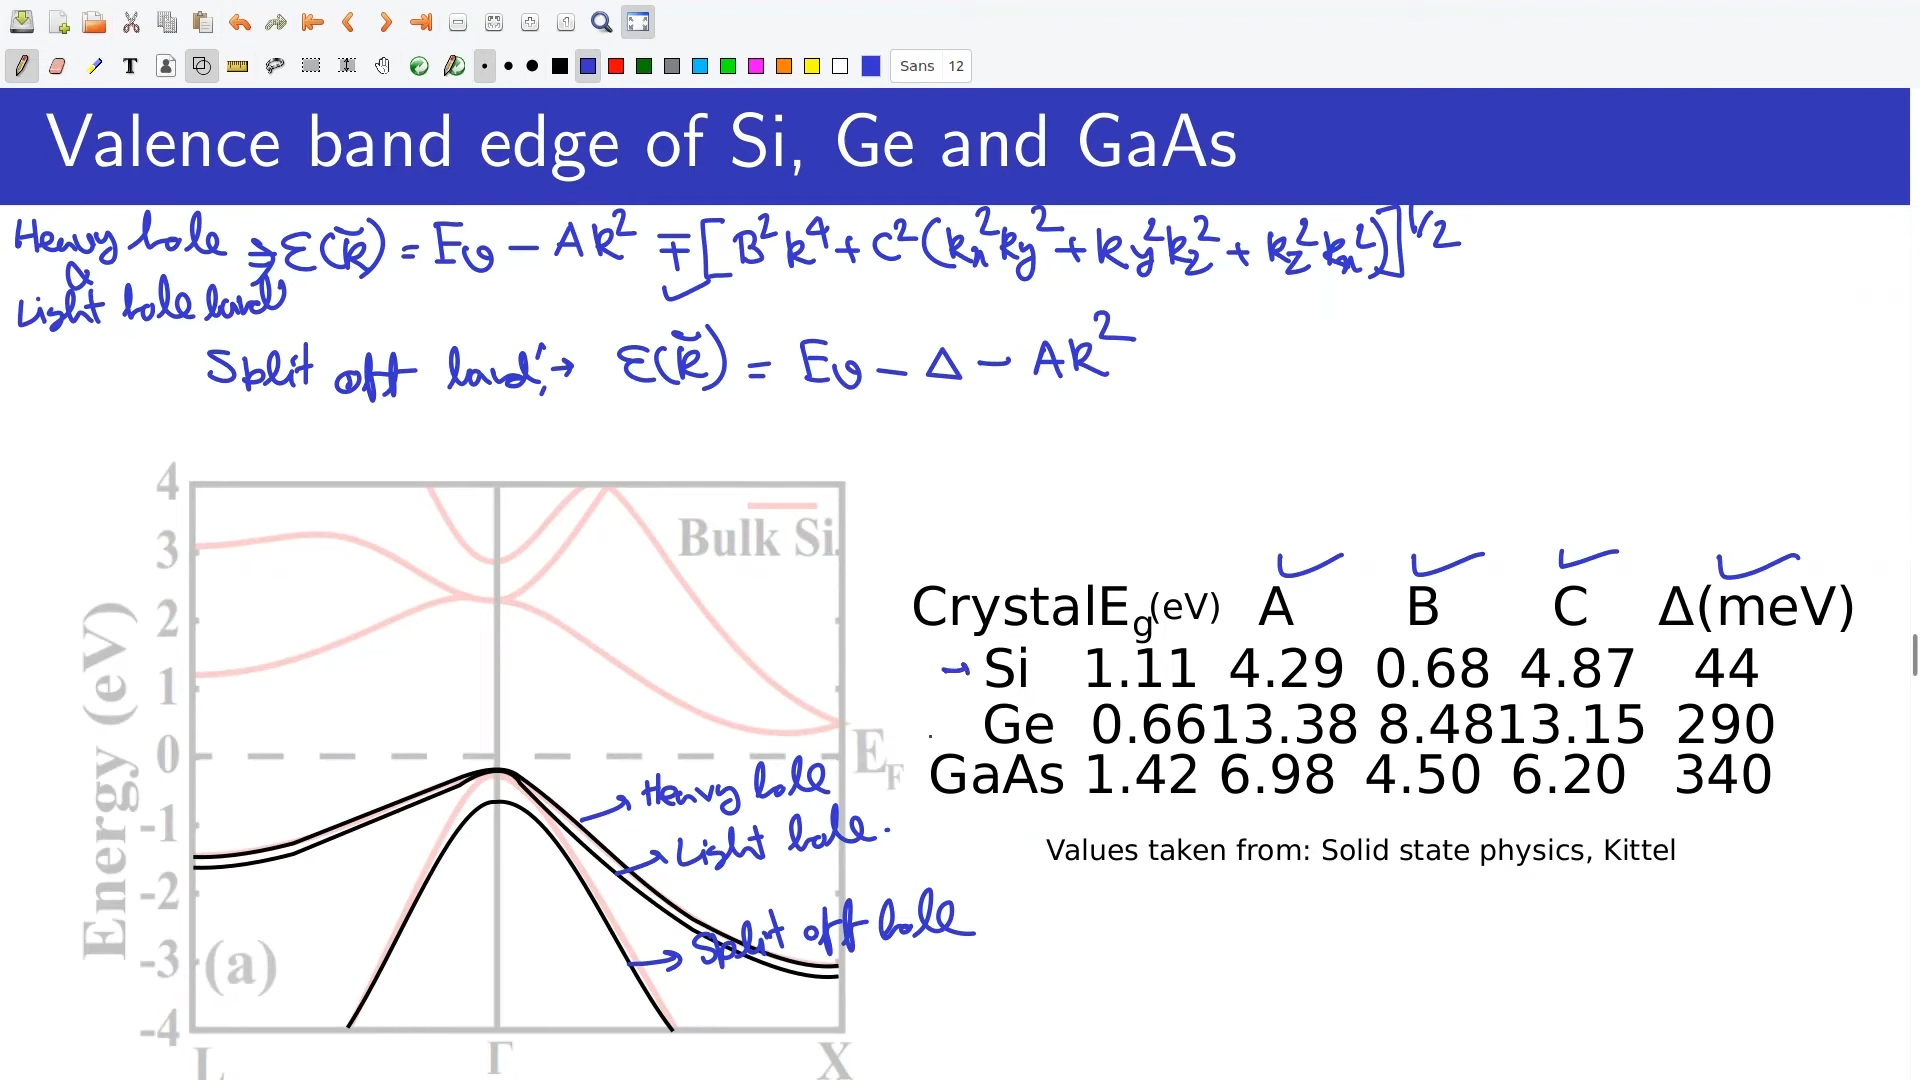 Sans 12
Valence band edge of Si, Ge and GaAs
Heavy hole ⇒ ε(k̃) = Ev - Ak² ∓ [B²k⁴ + C²(kx²ky² + ky²kz² + kz²kx²)]^1/2
&
Light hole band
Split off band:→ ε(k̃) = Ev - Δ - Ak²
4
3
2
1
0
-1
-2
-3
-4
Energy (eV)
Bulk Si
EF
(a)
L Γ X
Heavy hole
Light hole.
Split off hole
Crystal Eg(eV) A B C Δ(meV)
→ Si 1.11 4.29 0.68 4.87 44
Ge 0.66 13.38 8.48 13.15 290
GaAs 1.42 6.98 4.50 6.20 340
Values taken from: Solid state physics, Kittel